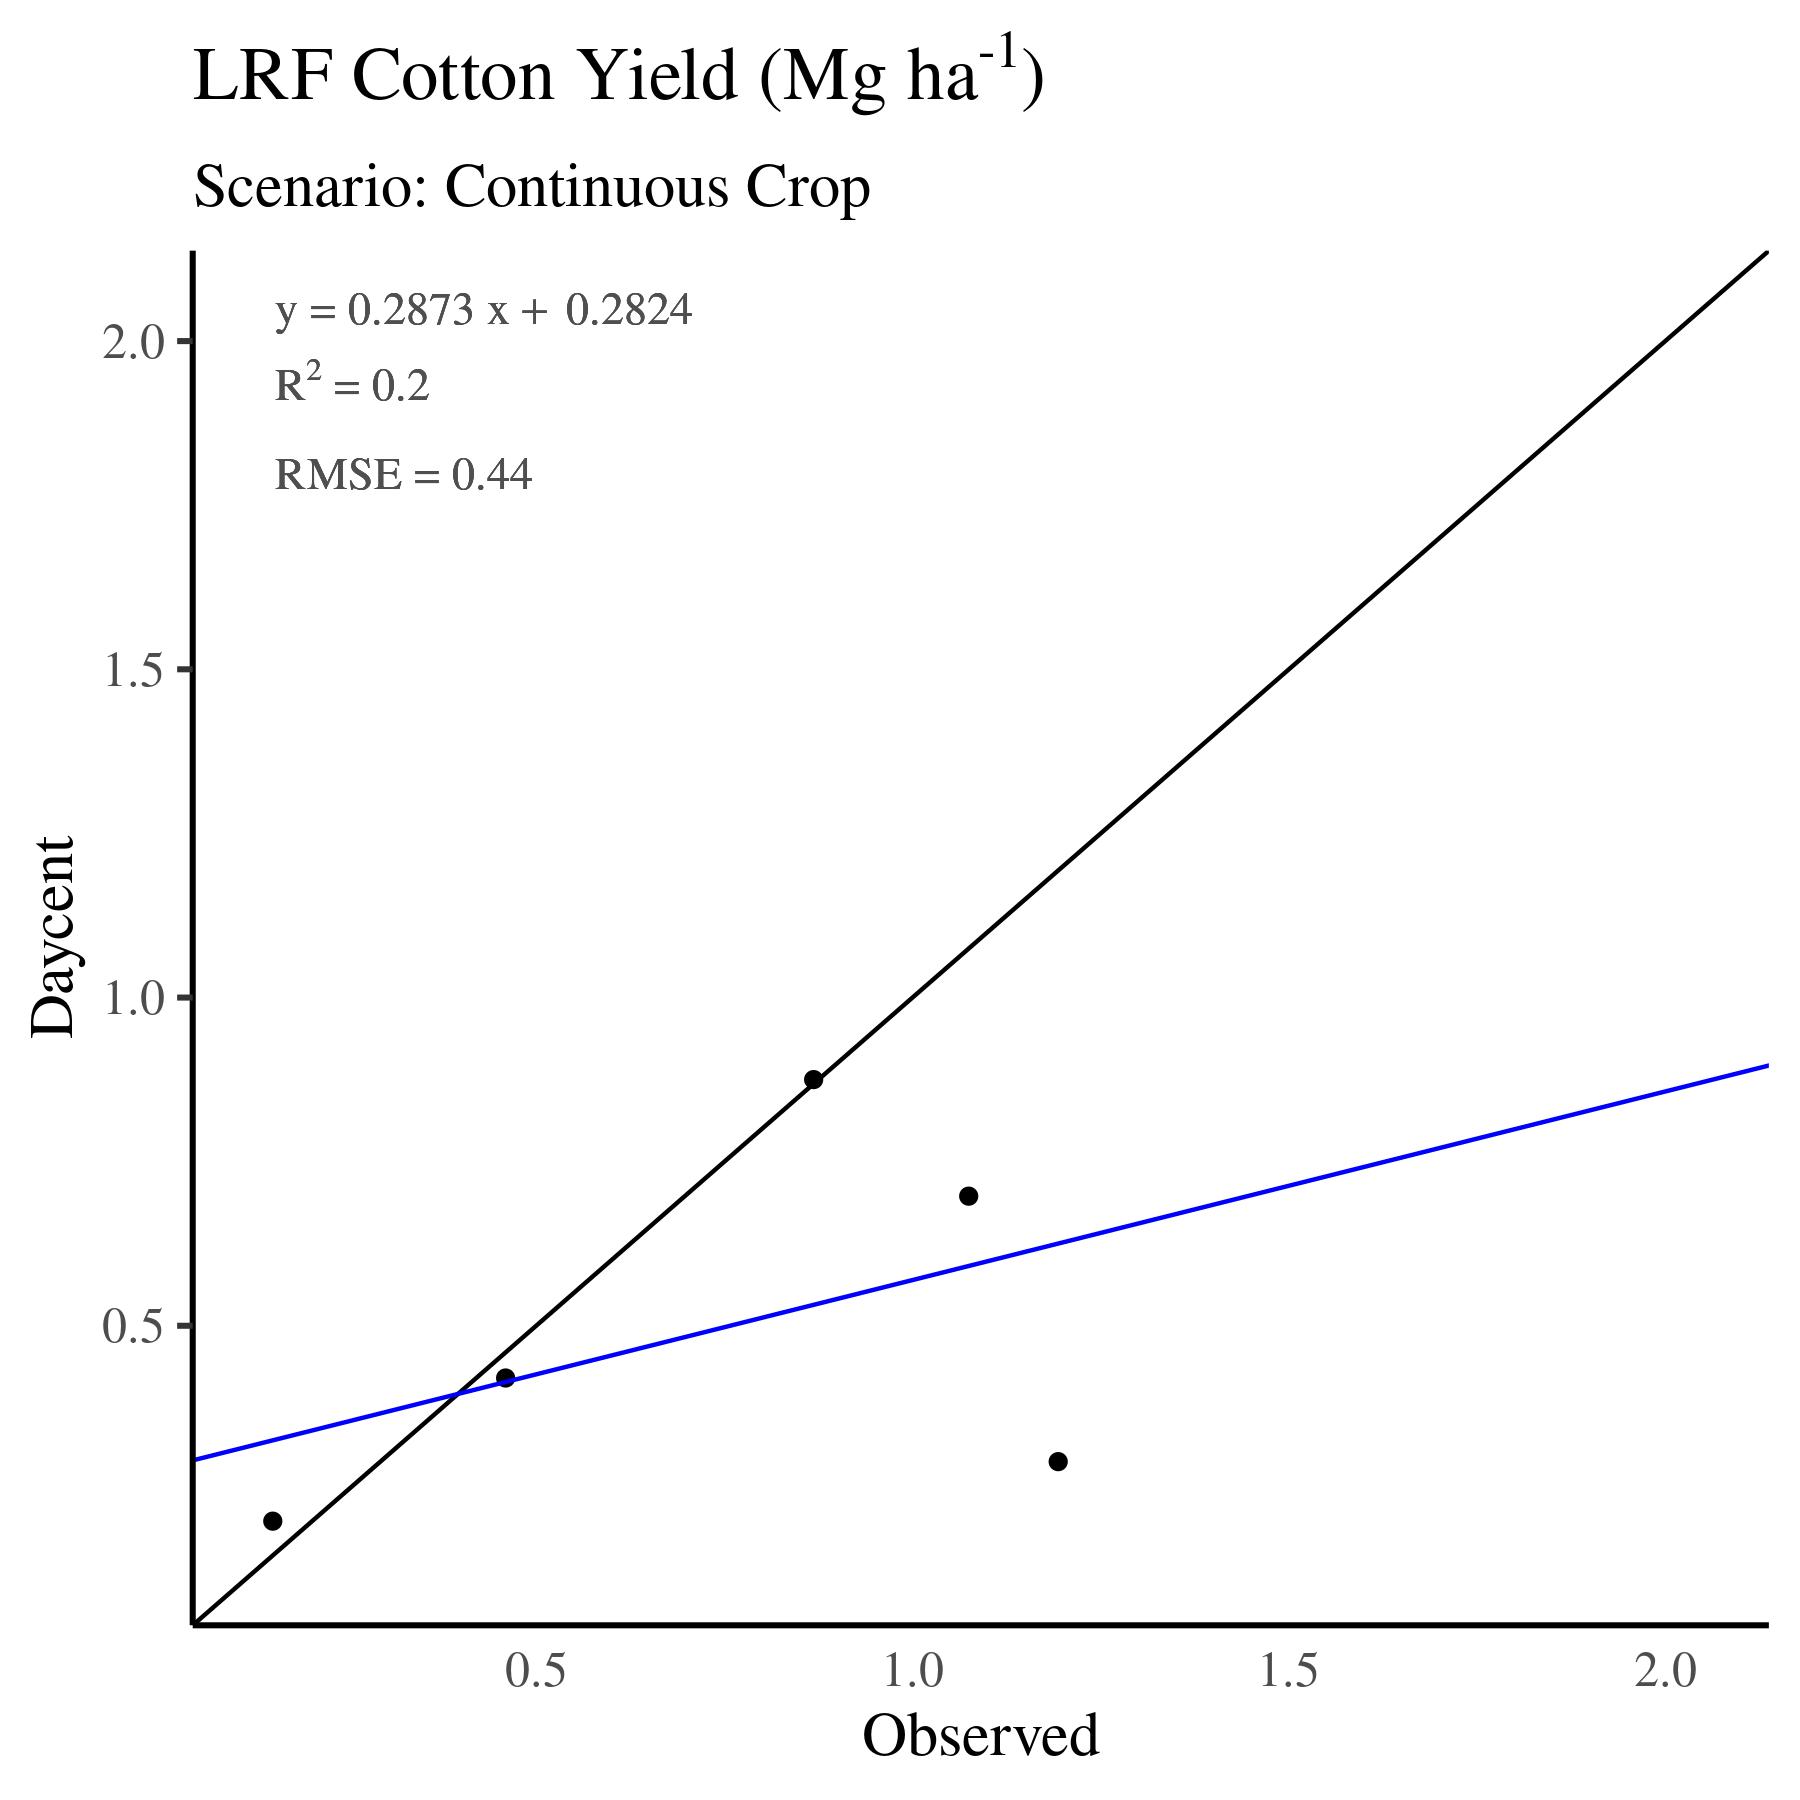 LRF Cotton Yield (Mg ha⁻¹)
Scenario: Continuous Crop
y = 0.2873 x + 0.2824
R² = 0.2
RMSE = 0.44
2.0
1.5
1.0
0.5
Daycent
0.5 1.0 1.5 2.0
Observed